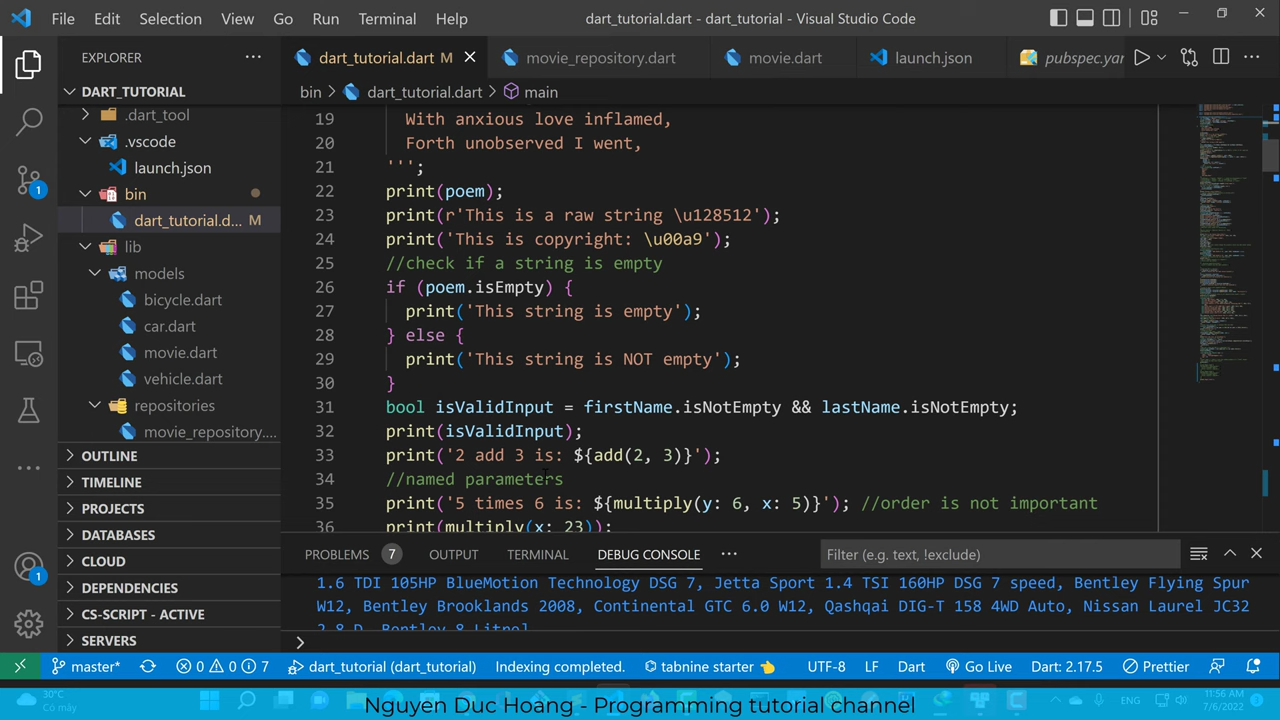 File Edit Selection View Go Run Terminal Help dart_tutorial.dart - dart_tutorial - Visual Studio Code
EXPLORER
dart_tutorial.dart M movie_repository.dart movie.dart launch.json pubspec.yar
bin > dart_tutorial.dart > main
DART_TUTORIAL
.dart_tool
.vscode
launch.json
bin
dart_tutorial.d... M
lib
models
bicycle.dart
car.dart
movie.dart
vehicle.dart
repositories
movie_repository....
OUTLINE
TIMELINE
PROJECTS
DATABASES
CLOUD
DEPENDENCIES
CS-SCRIPT - ACTIVE
SERVERS
1
1
19 With anxious love inflamed,
20 Forth unobserved I went,
21 ''';
22 print(poem);
23 print(r'This is a raw string \u128512');
24 print('This is copyright: \u00a9');
25 //check if a string is empty
26 if (poem.isEmpty) {
27 print('This string is empty');
28 } else {
29 print('This string is NOT empty');
30 }
31 bool isValidInput = firstName.isNotEmpty && lastName.isNotEmpty;
32 print(isValidInput);
33 print('2 add 3 is: ${add(2, 3)}');
34 //named parameters
35 print('5 times 6 is: ${multiply(y: 6, x: 5)}'); //order is not important
36 print(multiply(x: 23));
PROBLEMS 7 OUTPUT TERMINAL DEBUG CONSOLE Filter (e.g. text, !exclude)
1.6 TDI 105HP BlueMotion Technology DSG 7, Jetta Sport 1.4 TSI 160HP DSG 7 speed, Bentley Flying Spur
W12, Bentley Brooklands 2008, Continental GTC 6.0 W12, Qashqai DIG-T 158 4WD Auto, Nissan Laurel JC32
2.8 D, Bentley 8 Litrel
master* 0 0 7 dart_tutorial (dart_tutorial) Indexing completed. tabnine starter UTF-8 LF Dart Go Live Dart: 2.17.5 Prettier
30°C
Có mây
ENG
11:56 AM
7/6/2022
Nguyen Duc Hoang - Programming tutorial channel